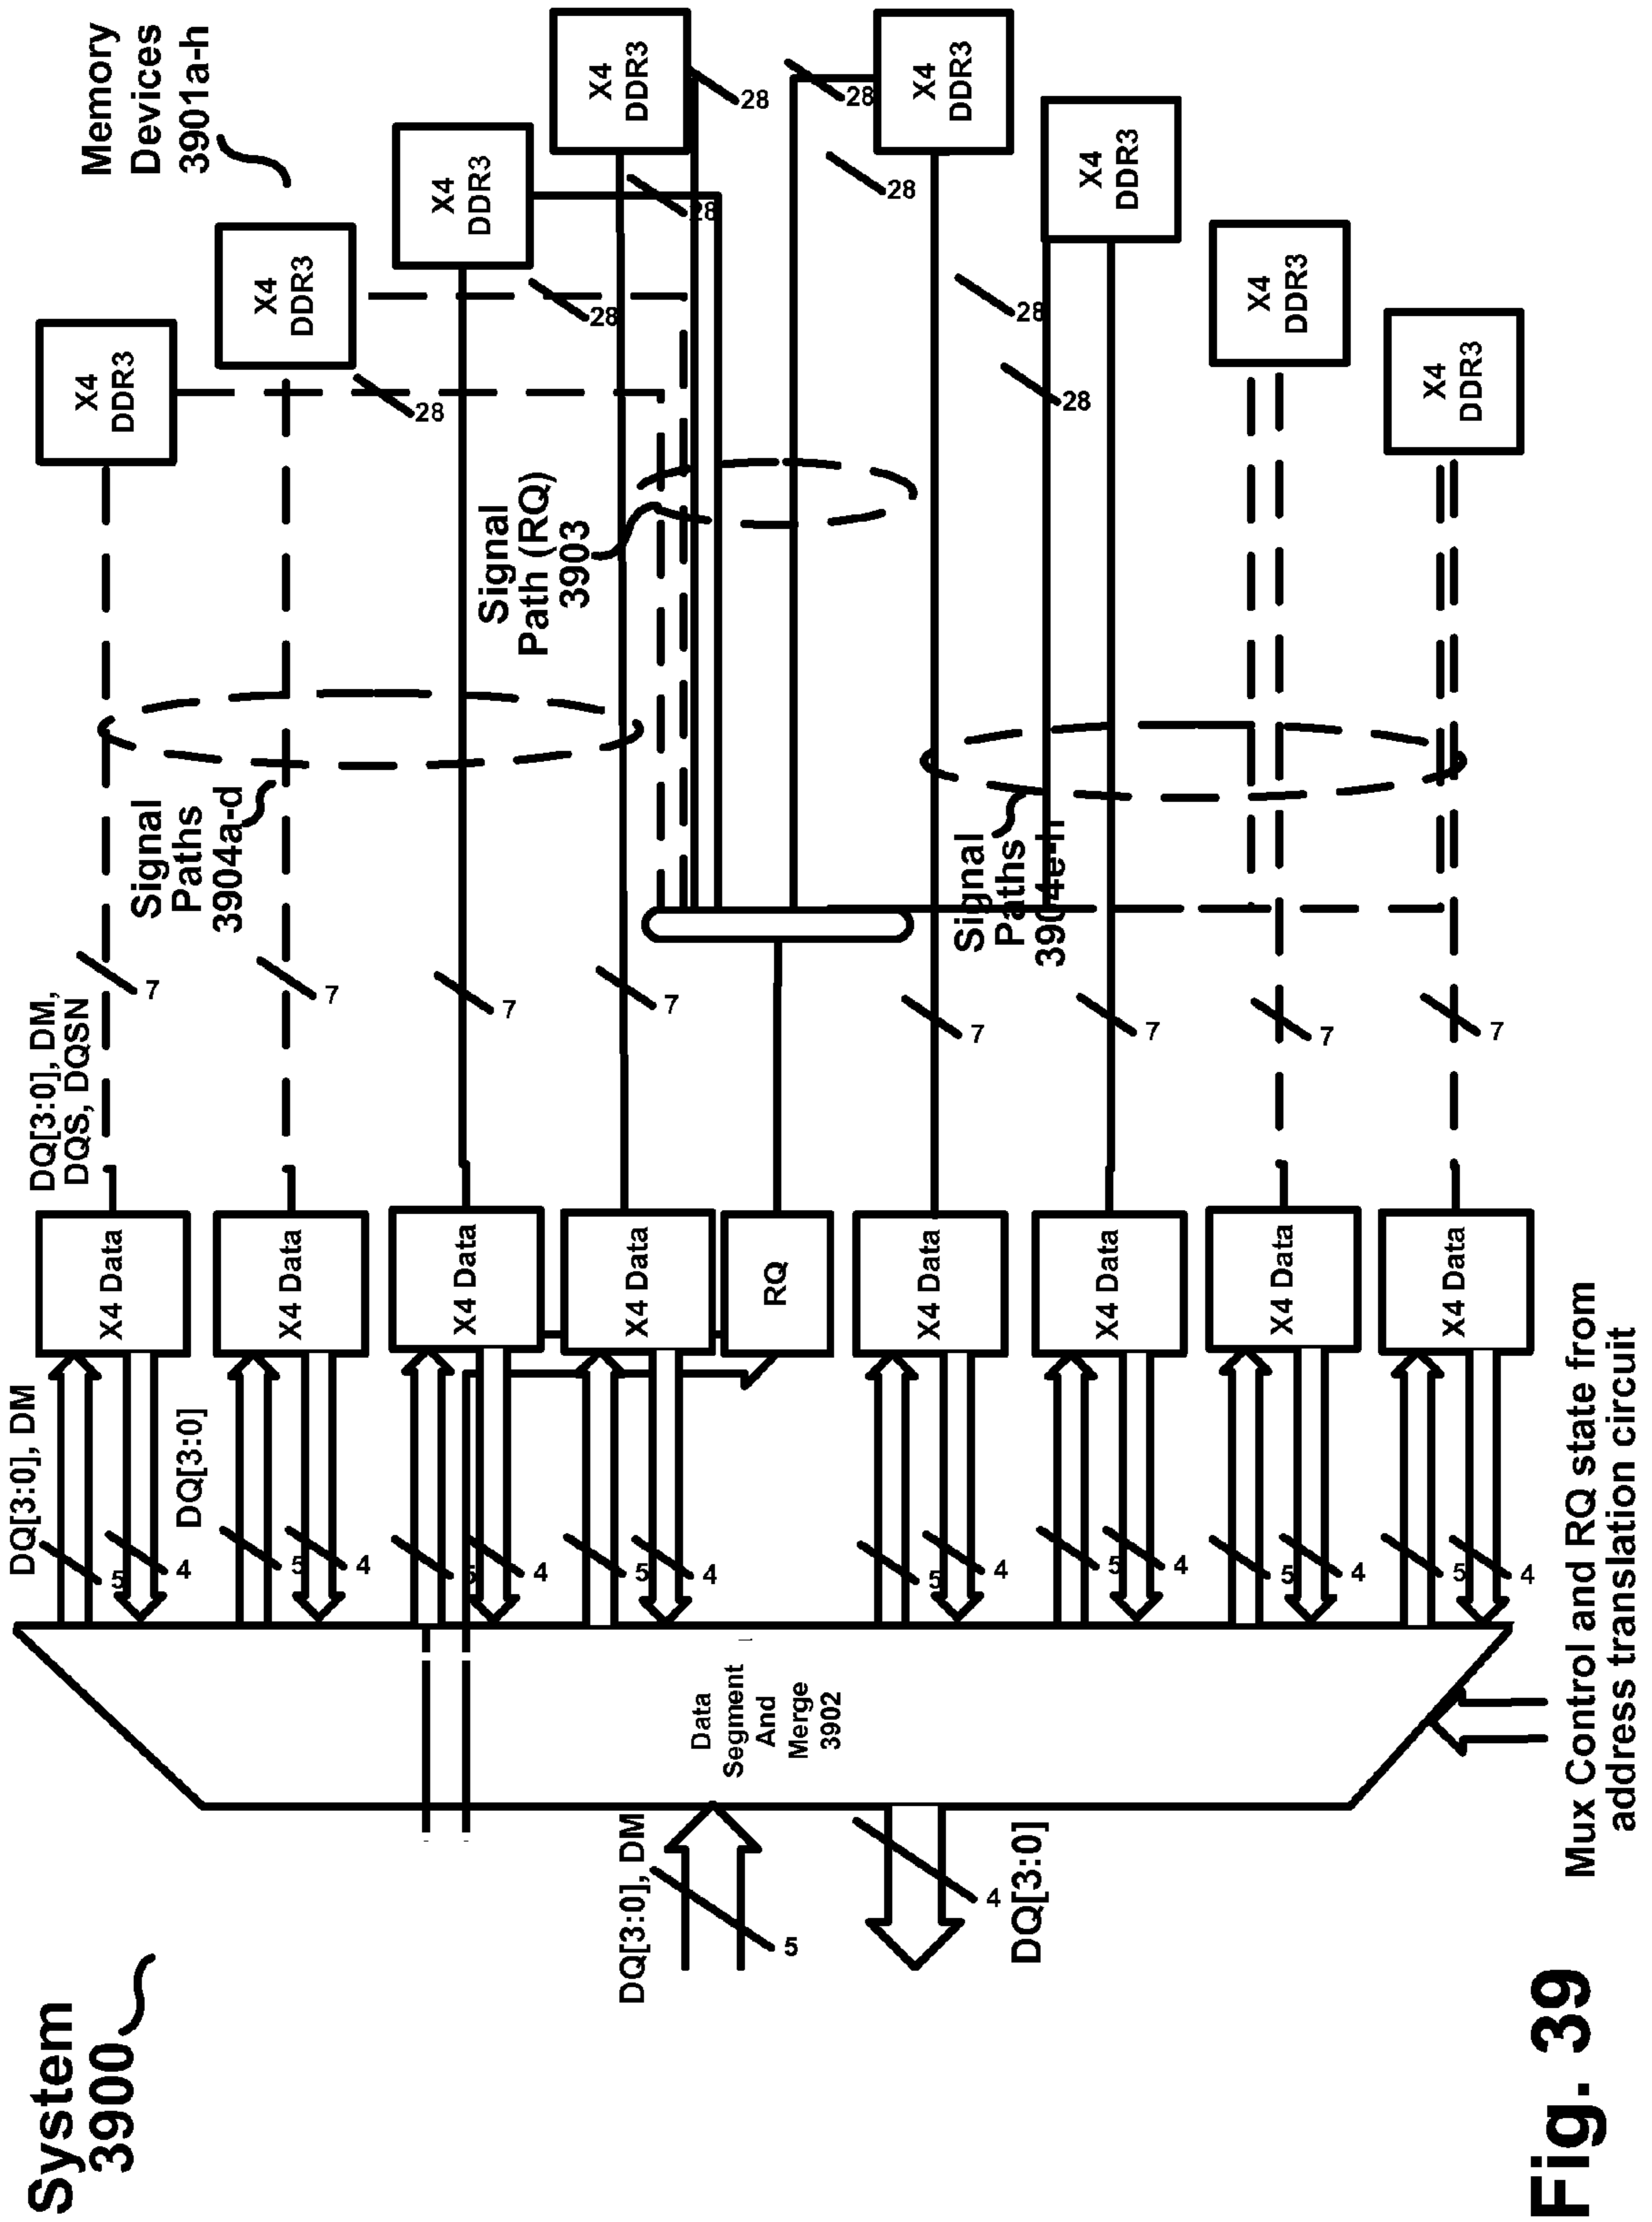 System
3900
Memory
Devices
3901a-h
X4
DDR3
X4
DDR3
X4
DDR3
X4
DDR3
X4
DDR3
X4
DDR3
X4
DDR3
X4
DDR3
28
28
28
28
28
28
28
28
Signal
Path (RQ)
3903
Signal
Paths
3904a-d
Signal
Paths
3904e-h
DQ[3:0], DM,
DQS, DQSN
7
7
7
7
7
7
7
7
X4 Data
X4 Data
X4 Data
X4 Data
RQ
X4 Data
X4 Data
X4 Data
X4 Data
DQ[3:0], DM
DQ[3:0]
5
4
5
4
5
4
5
4
5
4
5
4
5
4
5
4
Data
Segment
And
Merge
3902
DQ[3:0], DM
5
4
DQ[3:0]
Mux Control and RQ state from
address translation circuit
Fig. 39